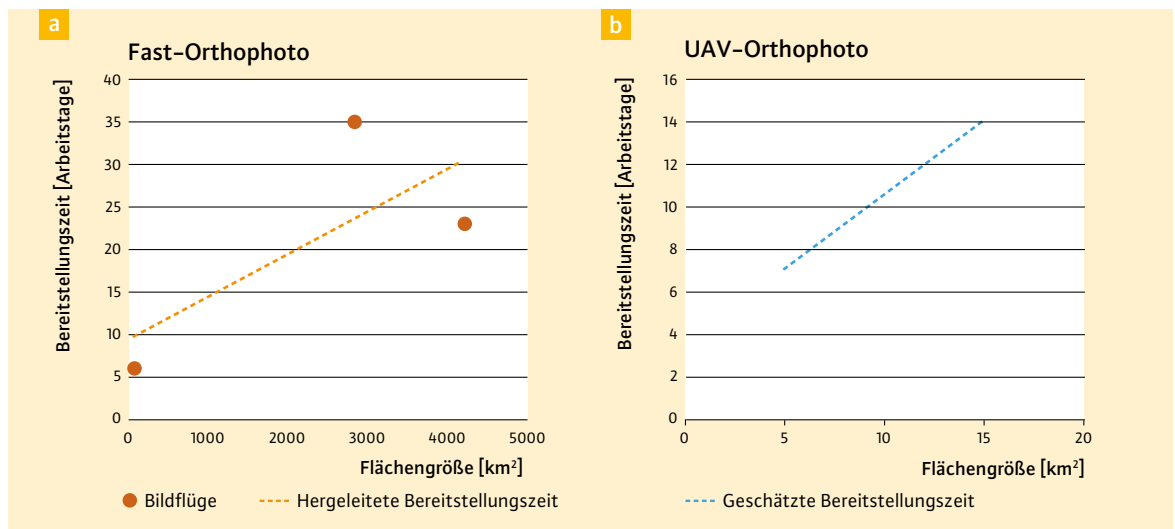 a
Fast-Orthophoto
Bereitstellungszeit [Arbeitstage]
40
35
30
25
20
15
10
5
0
0 1000 2000 3000 4000 5000
Flächengröße [km²]
Bildflüge Hergeleitete Bereitstellungszeit
b
UAV-Orthophoto
Bereitstellungszeit [Arbeitstage]
16
14
12
10
8
6
4
2
0
0 5 10 15 20
Flächengröße [km²]
Geschätzte Bereitstellungszeit